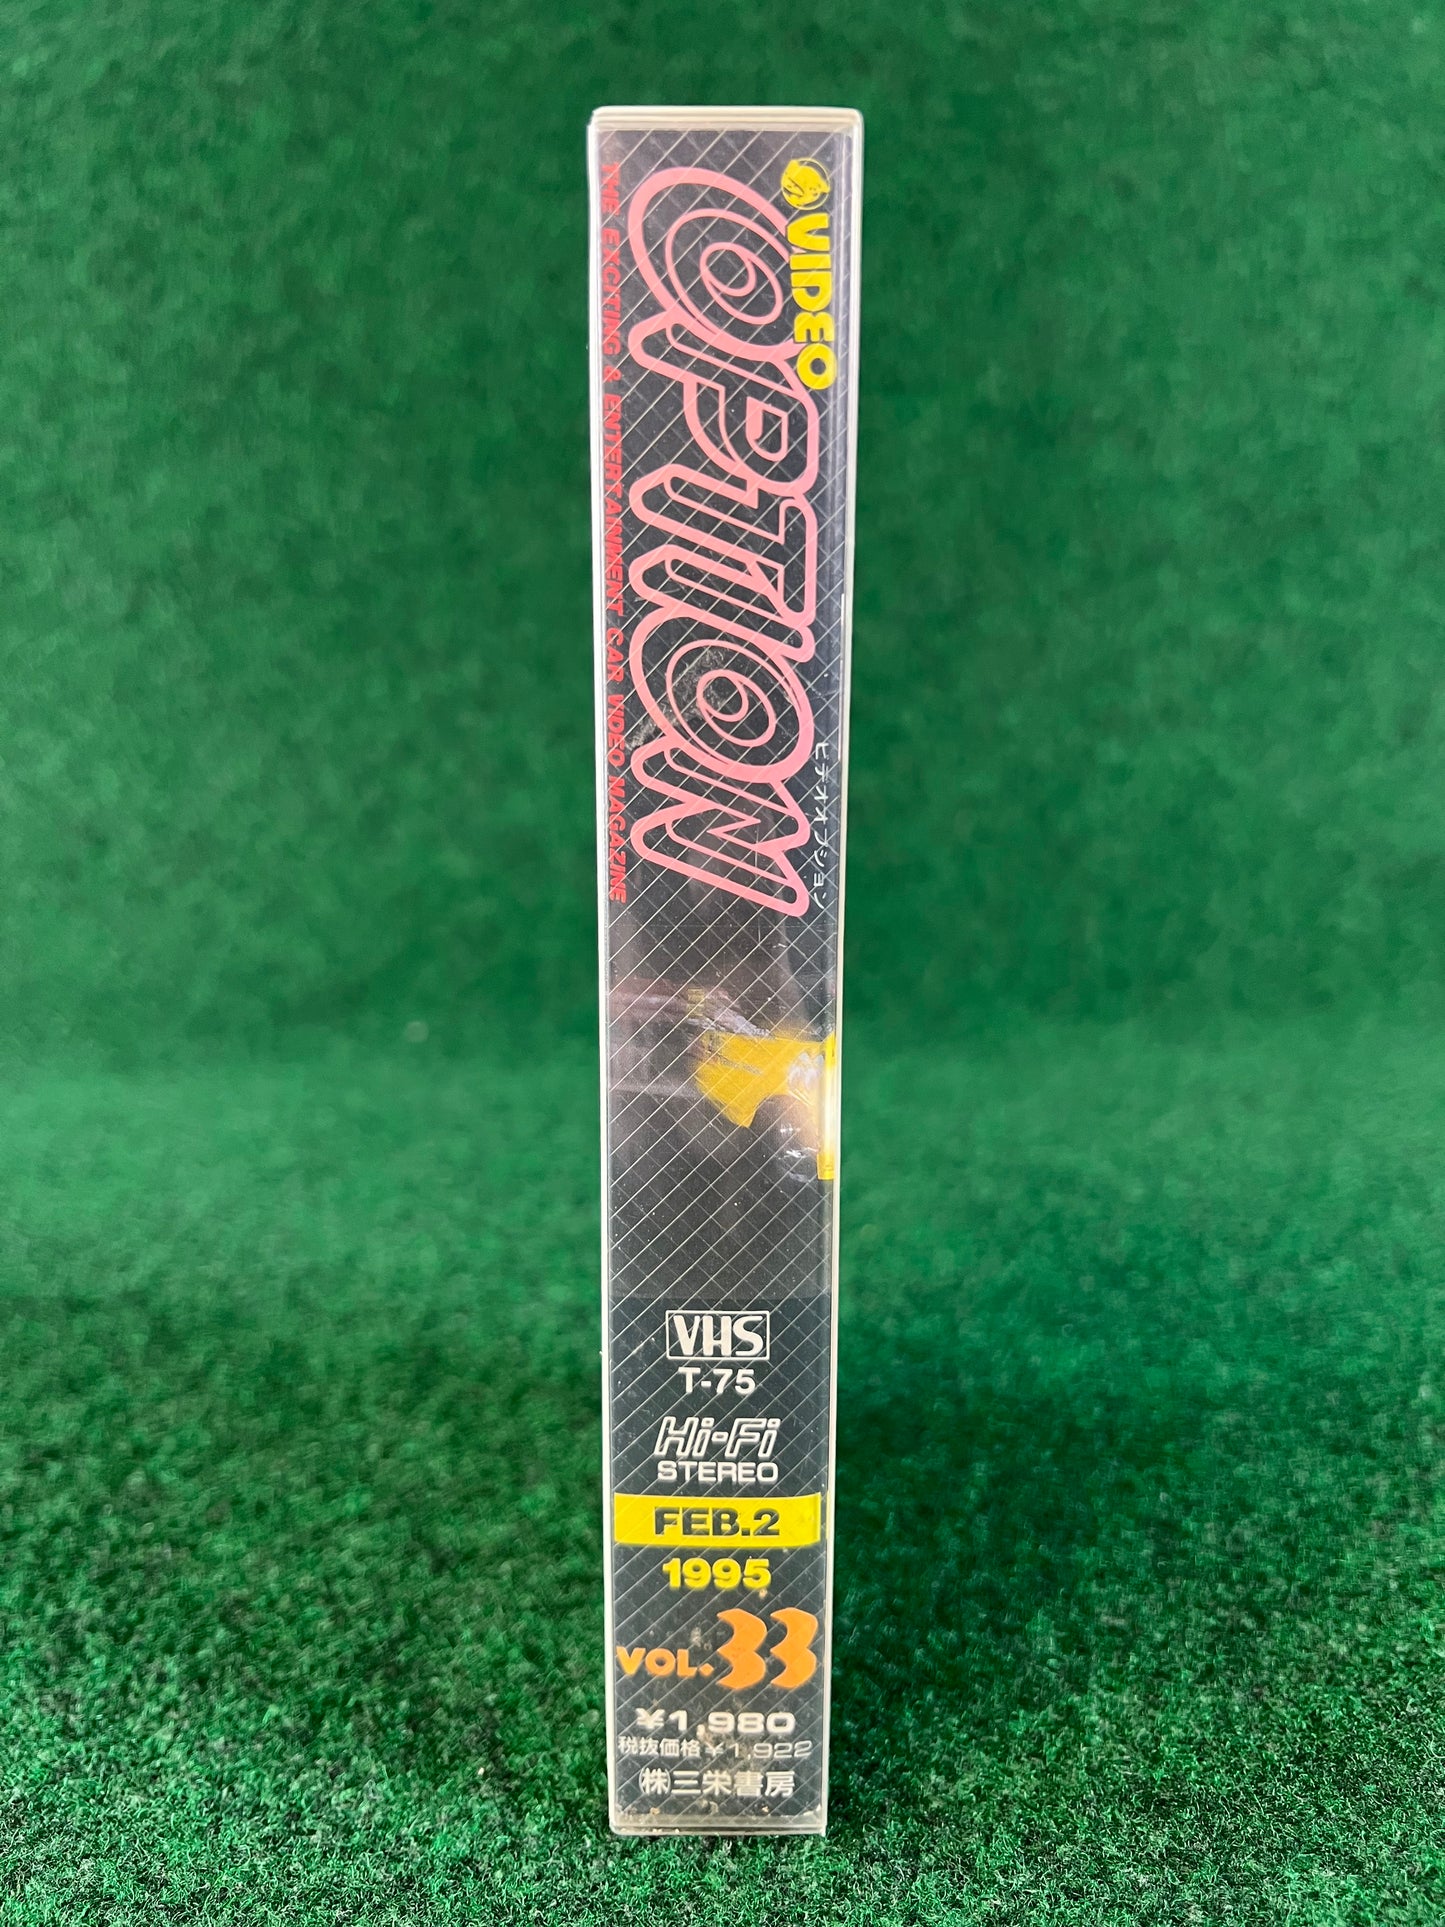 VIDEO
OPTION
ビデオオプション
THE EXCITING & ENTERTAINMENT CAR VIDEO MAGAZINE
VHS
T-75
Hi-Fi
STEREO
FEB.2
1995
VOL.33
¥1,980
税抜価格¥1,922
㈱三栄書房